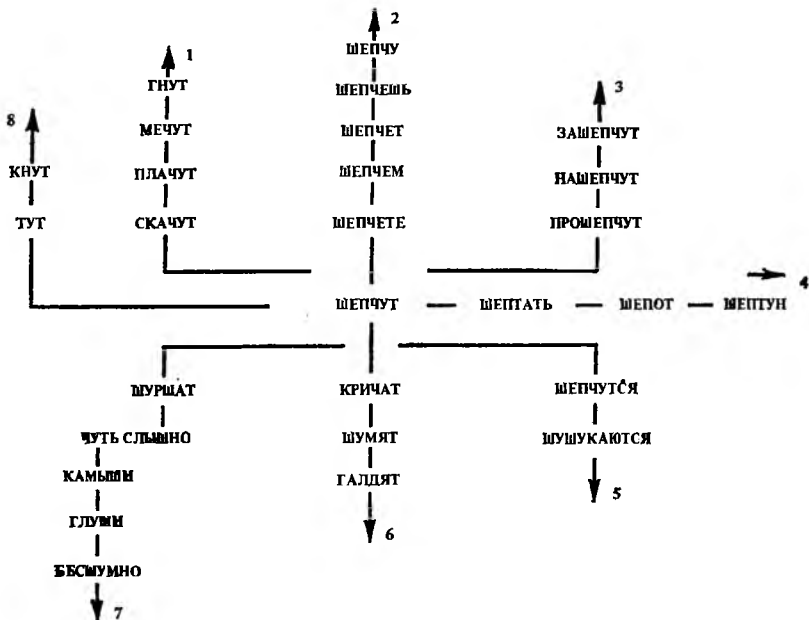 2
1 ШЕПЧУ
ГНУТ ШЕПЧЕШЬ 3
8
МЕЧУТ ШЕПЧЕТ ЗАШЕПЧУТ
КНУТ ПЛАЧУТ ШЕПЧЕМ НАШЕПЧУТ
ТУТ СКАЧУТ ШЕПЧЕТЕ ПРОШЕПЧУТ
4
ШЕПЧУТ — ШЕПТАТЬ — ШЕПОТ — ШЕПТУН
ШУРШАТ КРИЧАТ ШЕПЧУТСЯ
ЧУТЬ СЛЫШНО ШУМЯТ ШУШУКАЮТСЯ
КАМЫШИ ГАЛДЯТ
5
ГЛУШИ
6
БЕСШУМНО
7